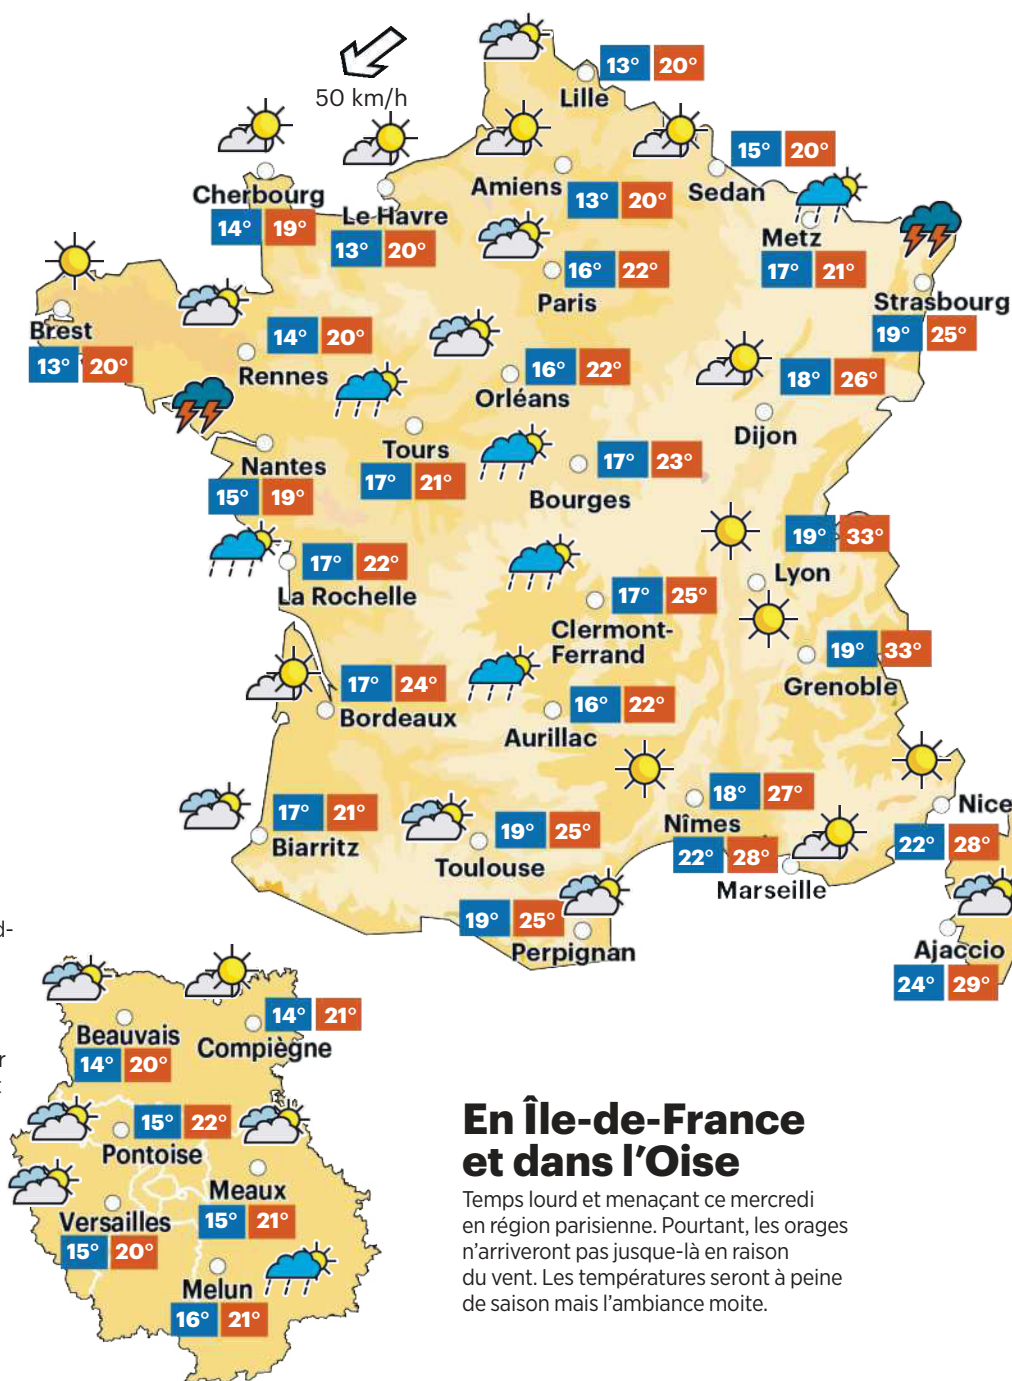 50 km/h
13° 20°
Lille
15° 20°
Sedan
Amiens
13° 20°
Cherbourg
14° 19°
Le Havre
13° 20°
Metz
17° 21°
16° 22°
Paris
Strasbourg
19° 25°
Brest
13° 20°
14° 20°
Rennes
16° 22°
Orléans
18° 26°
Dijon
Nantes
15° 19°
Tours
17° 21°
17° 23°
Bourges
19° 33°
Lyon
17° 22°
La Rochelle
17° 25°
Clermont-
Ferrand
19° 33°
Grenoble
17° 24°
Bordeaux
16° 22°
Aurillac
17° 21°
Biarritz
19° 25°
Toulouse
18° 27°
Nîmes
22° 28°
Marseille
Nice
22° 28°
19° 25°
Perpignan
Ajaccio
24° 29°
d-
r
Beauvais
14° 20°
14° 21°
Compiègne
15° 22°
Pontoise
Meaux
15° 21°
Versailles
15° 20°
Melun
16° 21°
En Île-de-France
et dans l'Oise
Temps lourd et menaçant ce mercredi
en région parisienne. Pourtant, les orages
n'arriveront pas jusque-là en raison
du vent. Les températures seront à peine
de saison mais l'ambiance moite.